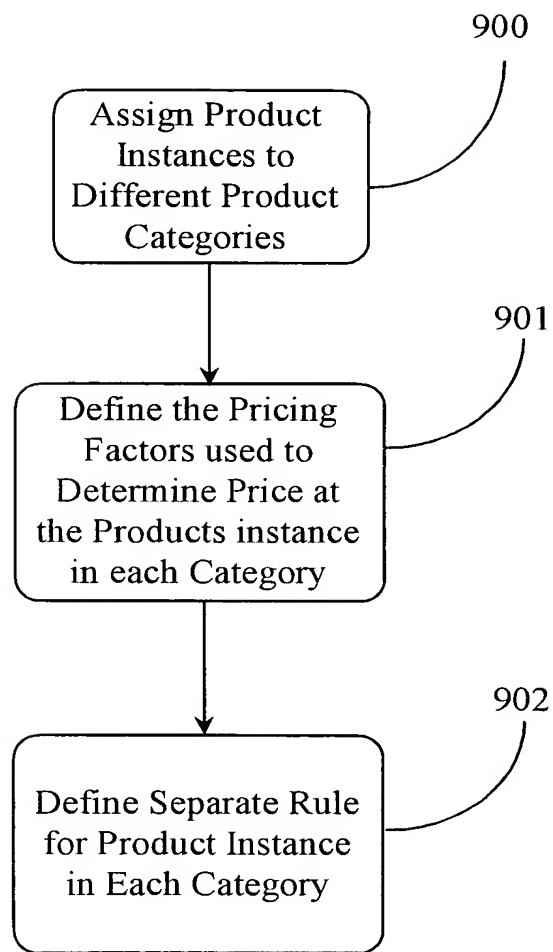 900
Assign Product
Instances to
Different Product
Categories
901
Define the Pricing
Factors used to
Determine Price at
the Products instance
in each Category
902
Define Separate Rule
for Product Instance
in Each Category